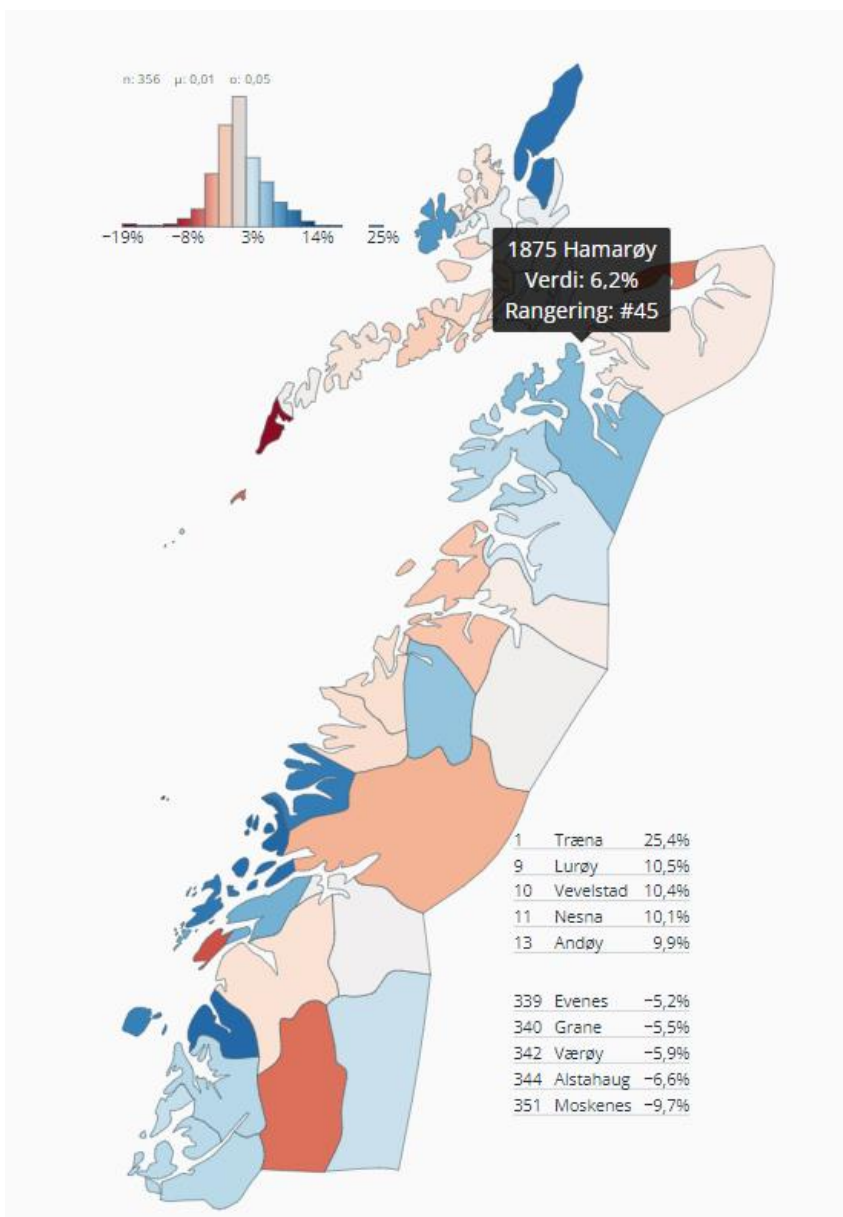 n: 356 µ: 0,01 σ: 0,05
−19% −8% 3% 14% 25%
1875 Hamarøy
Verdi: 6,2%
Rangering: #45
1 Træna 25,4%
9 Lurøy 10,5%
10 Vevelstad 10,4%
11 Nesna 10,1%
13 Andøy 9,9%
339 Evenes −5,2%
340 Grane −5,5%
342 Værøy −5,9%
344 Alstahaug −6,6%
351 Moskenes −9,7%